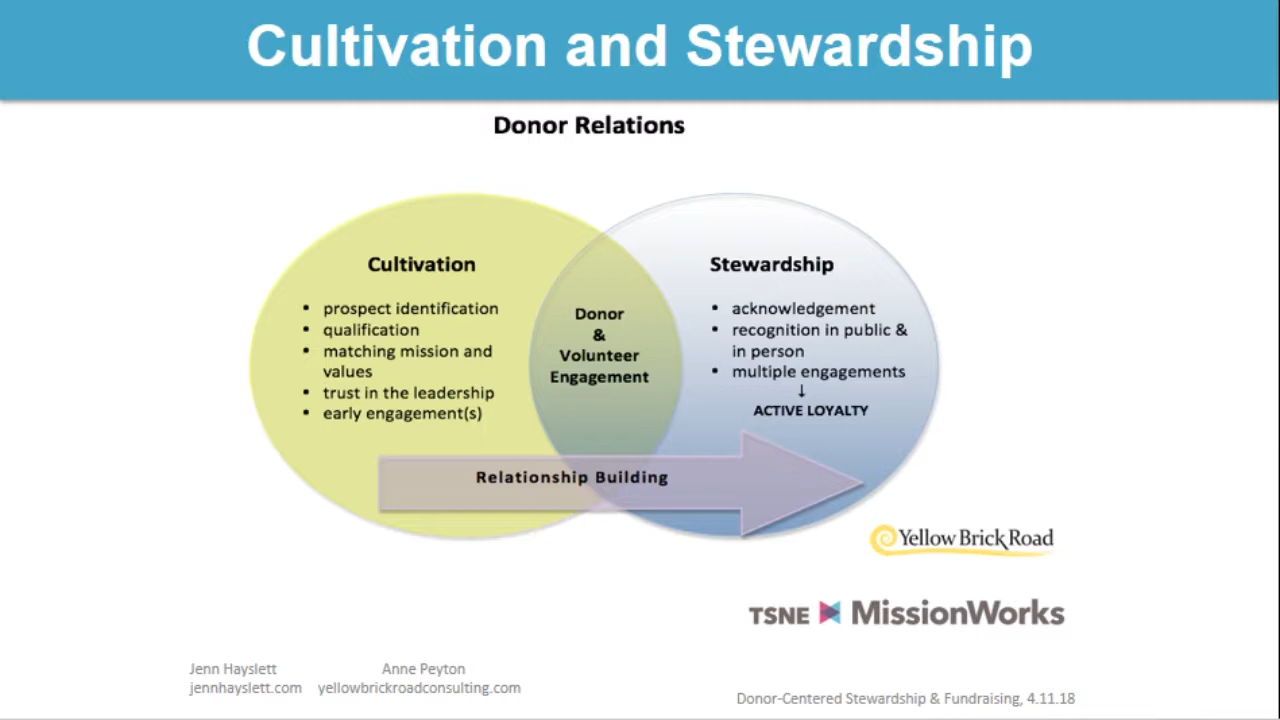 Cultivation and Stewardship
Donor Relations
Cultivation
• prospect identification
• qualification
• matching mission and
values
• trust in the leadership
• early engagement(s)
Donor
&
Volunteer
Engagement
Stewardship
• acknowledgement
• recognition in public &
in person
• multiple engagements
↓
ACTIVE LOYALTY
Relationship Building
Yellow Brick Road
TSNE MissionWorks
Jenn Hayslett
jennhayslett.com
Anne Peyton
yellowbrickroadconsulting.com
Donor-Centered Stewardship & Fundraising, 4.11.18